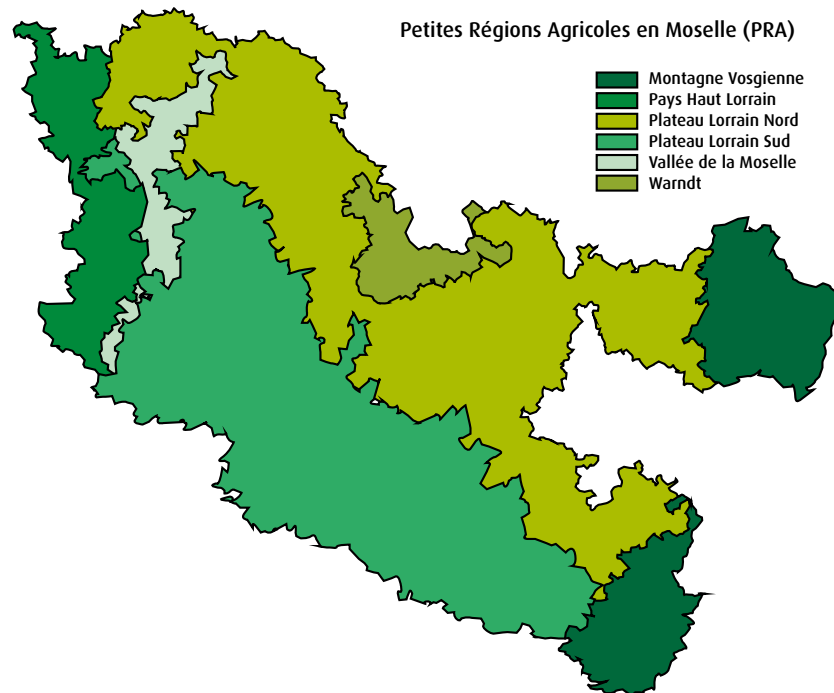 Petites Régions Agricoles en Moselle (PRA)
Montagne Vosgienne
Pays Haut Lorrain
Plateau Lorrain Nord
Plateau Lorrain Sud
Vallée de la Moselle
Warndt